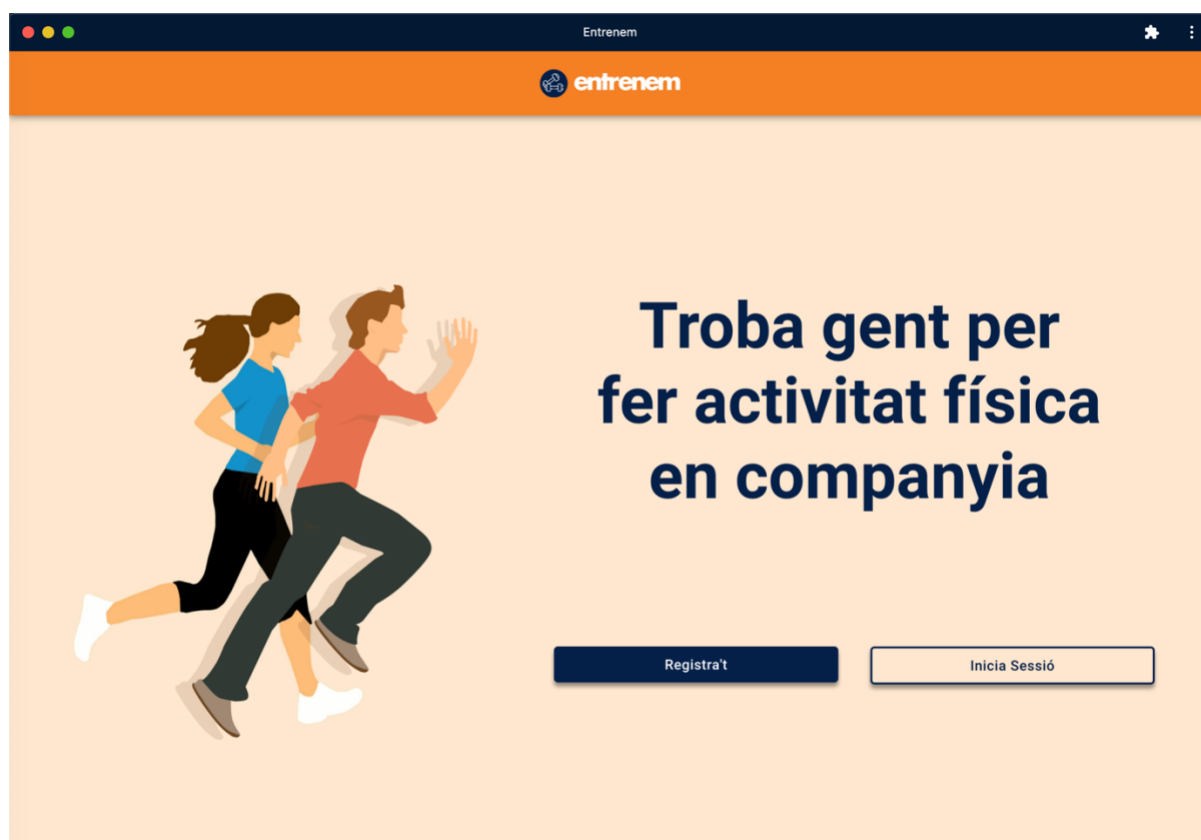 Entrenem
entrenem
Troba gent per
fer activitat física
en companyia
Registra't
Inicia Sessió